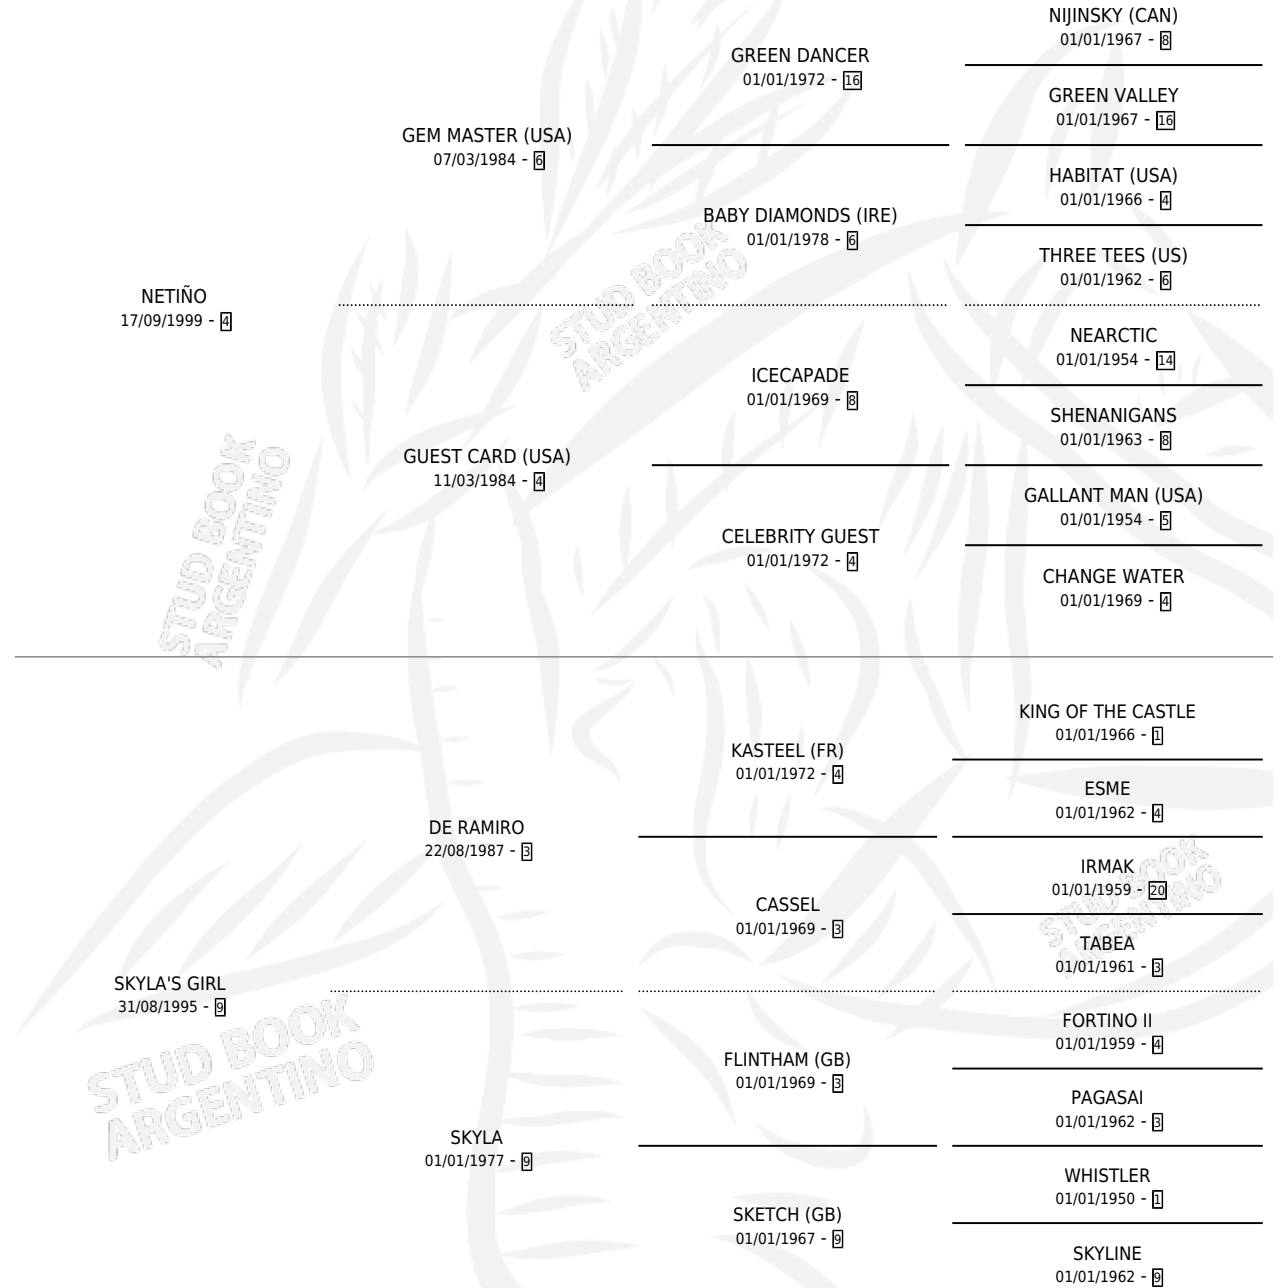 NIJINSKY (CAN)
01/01/1967 - 8
GREEN DANCER
01/01/1972 - 16
GREEN VALLEY
01/01/1967 - 16
GEM MASTER (USA)
07/03/1984 - 6
HABITAT (USA)
01/01/1966 - 4
BABY DIAMONDS (IRE)
01/01/1978 - 6
THREE TEES (US)
01/01/1962 - 6
NETIÑO
17/09/1999 - 4
NEARCTIC
01/01/1954 - 14
ICECAPADE
01/01/1969 - 8
SHENANIGANS
01/01/1963 - 8
GUEST CARD (USA)
11/03/1984 - 4
GALLANT MAN (USA)
01/01/1954 - 5
CELEBRITY GUEST
01/01/1972 - 4
CHANGE WATER
01/01/1969 - 4
KING OF THE CASTLE
01/01/1966 - 1
KASTEEL (FR)
01/01/1972 - 4
ESME
01/01/1962 - 4
DE RAMIRO
22/08/1987 - 3
IRMAK
01/01/1959 - 20
CASSEL
01/01/1969 - 3
TABEA
01/01/1961 - 3
SKYLA'S GIRL
31/08/1995 - 9
FORTINO II
01/01/1959 - 4
FLINTHAM (GB)
01/01/1969 - 3
PAGASAI
01/01/1962 - 3
SKYLA
01/01/1977 - 9
WHISTLER
01/01/1950 - 1
SKETCH (GB)
01/01/1967 - 9
SKYLINE
01/01/1962 - 9
STUD BOOK
ARGENTINO
STUD BOOK
ARGENTINO
STUD BOOK
ARGENTINO
STUD BOOK
ARGENTINO